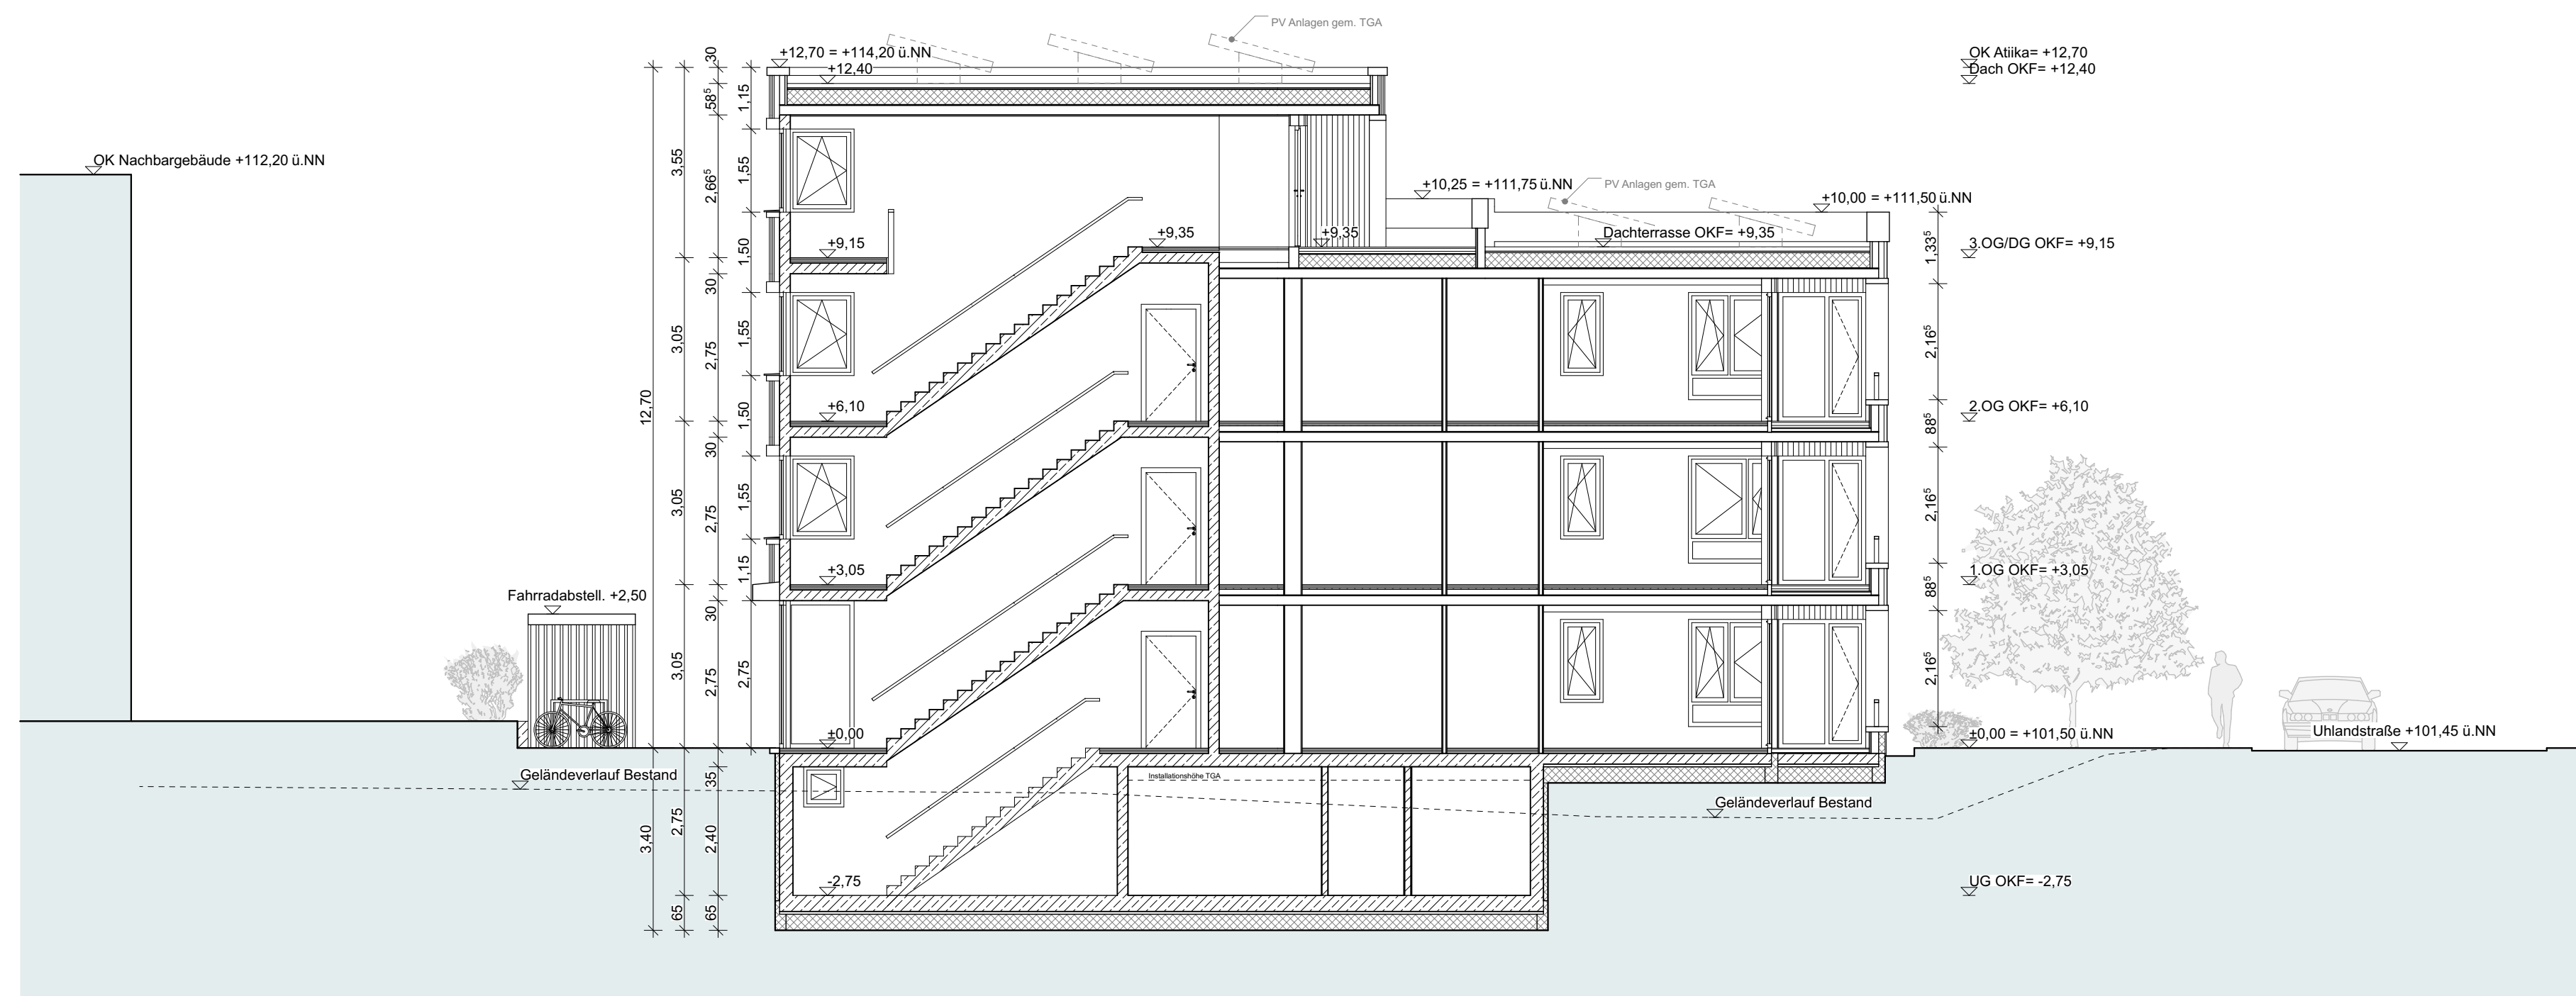 PV Anlagen gem. TGA
+12,70 = +114,20 ü.NN
+12,40
OK Atiika= +12,70
Dach OKF= +12,40
OK Nachbargebäude +112,20 ü.NN
+10,25 = +111,75 ü.NN
PV Anlagen gem. TGA
+10,00 = +111,50 ü.NN
+9,15
+9,35
+9,35
Dachterrasse OKF= +9,35
3.OG/DG OKF= +9,15
+6,10
2.OG OKF= +6,10
+3,05
1.OG OKF= +3,05
Fahrradabstell. +2,50
±0,00
±0,00 = +101,50 ü.NN
Uhlandstraße +101,45 ü.NN
Geländeverlauf Bestand
Installationshöhe TGA
Geländeverlauf Bestand
-2,75
UG OKF= -2,75
12,70
3,40
3,55
3,05
3,05
3,05
2,75
65
30
58⁵
2,66⁵
30
2,75
30
2,75
30
2,75
35
2,40
65
1,15
1,55
1,50
1,55
1,50
1,55
1,15
2,75
1,33⁵
2,16⁵
88⁵
2,16⁵
88⁵
2,16⁵